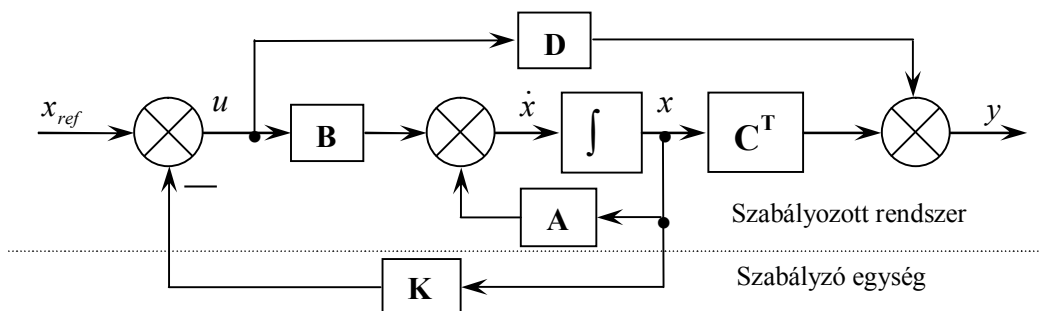 D
x_ref u B ẋ ∫ x C^T y
—
A
Szabályozott rendszer
K
Szabályzó egység